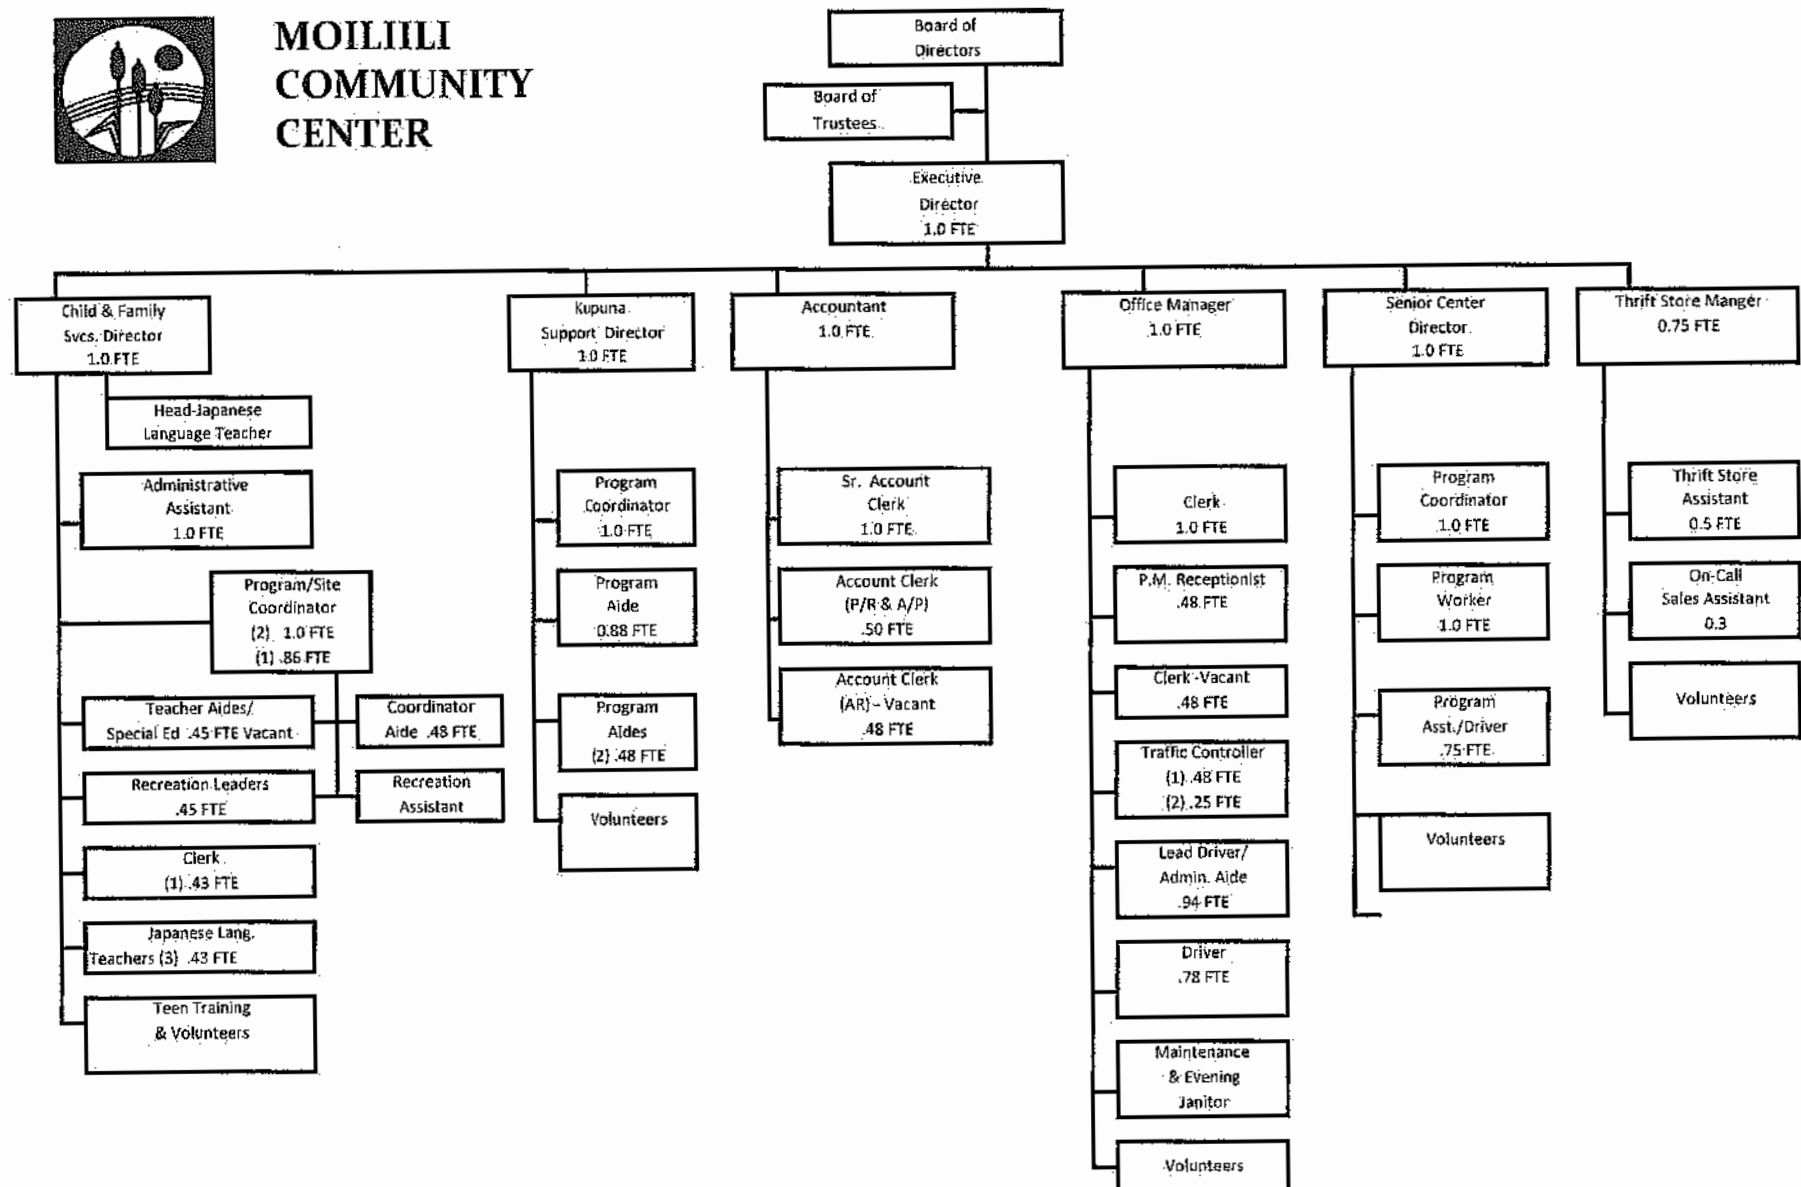 MOILIILI
COMMUNITY
CENTER
Board of
Directors
Board of
Trustees
Executive
Director
1.0 FTE
Child & Family
Svcs. Director
1.0 FTE
Head-Japanese
Language Teacher
Administrative
Assistant
1.0 FTE
Program/Site
Coordinator
(2) 1.0 FTE
(1) .86 FTE
Teacher Aides/
Special Ed .45 FTE Vacant
Coordinator
Aide .48 FTE
Recreation Leaders
.45 FTE
Recreation
Assistant
Clerk
(1) .43 FTE
Japanese Lang.
Teachers (3) .43 FTE
Teen Training
& Volunteers
Kupuna
Support Director
1.0 FTE
Program
Coordinator
1.0 FTE
Program
Aide
0.88 FTE
Program
Aides
(2) .48 FTE
Volunteers
Accountant
1.0 FTE
Sr. Account
Clerk
1.0 FTE
Account Clerk
(P/R & A/P)
.50 FTE
Account Clerk
(AR) - Vacant
.48 FTE
Office Manager
1.0 FTE
Clerk
1.0 FTE
P.M. Receptionist
.48 FTE
Clerk -Vacant
.48 FTE
Traffic Controller
(1) .48 FTE
(2) .25 FTE
Lead Driver/
Admin. Aide
.94 FTE
Driver
.78 FTE
Maintenance
& Evening
Janitor
Volunteers
Senior Center
Director
1.0 FTE
Program
Coordinator
1.0 FTE
Program
Worker
1.0 FTE
Program
Asst./Driver
.75 FTE
Volunteers
Thrift Store Manger
0.75 FTE
Thrift Store
Assistant
0.5 FTE
On-Call
Sales Assistant
0.3
Volunteers